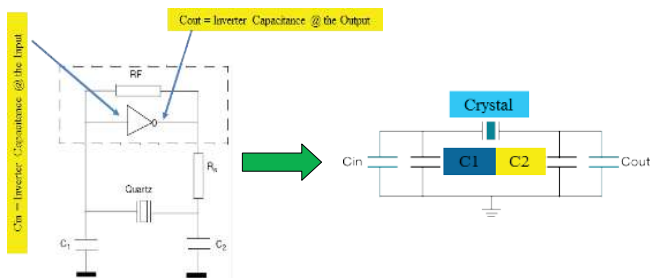 Cout = Inverter Capacitance @ the Output
Cin = Inverter Capacitance @ the Input
RF
Rs
Quartz
C1
C2
Crystal
Cin
C1
C2
Cout